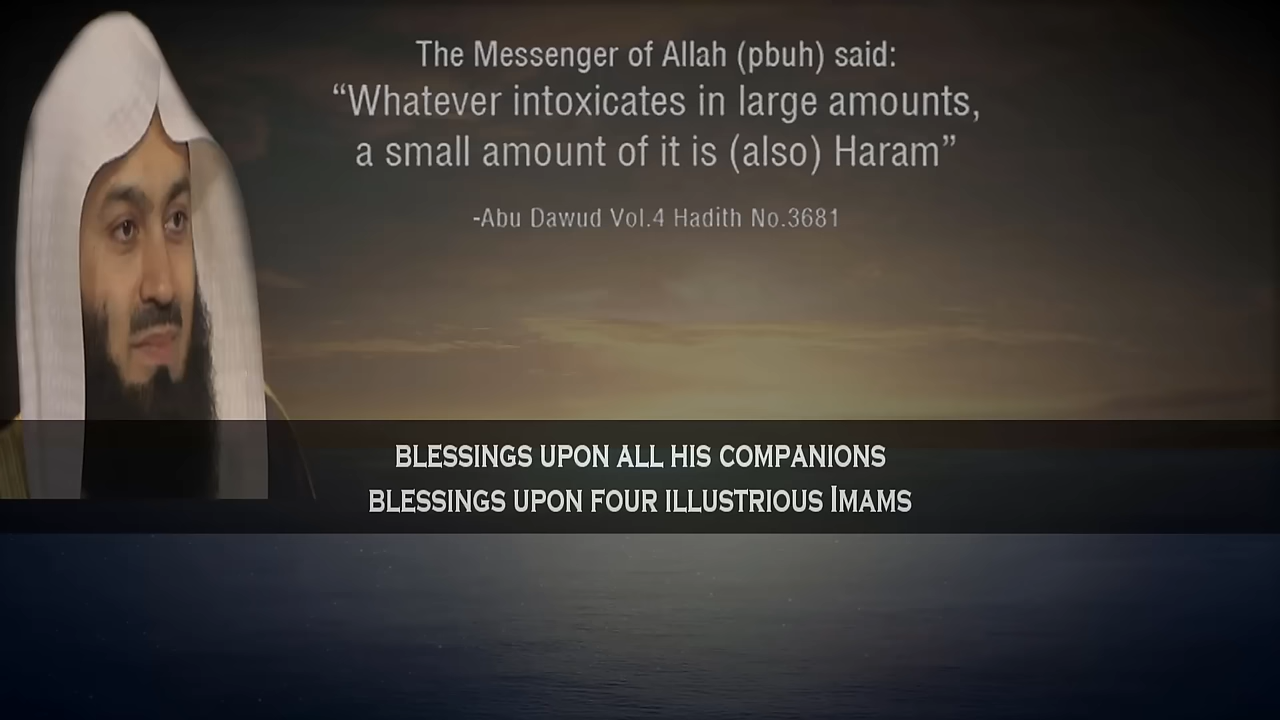 The Messenger of Allah (pbuh) said:
“Whatever intoxicates in large amounts,
a small amount of it is (also) Haram”
-Abu Dawud Vol.4 Hadith No.3681
BLESSINGS UPON ALL HIS COMPANIONS
BLESSINGS UPON FOUR ILLUSTRIOUS IMAMS